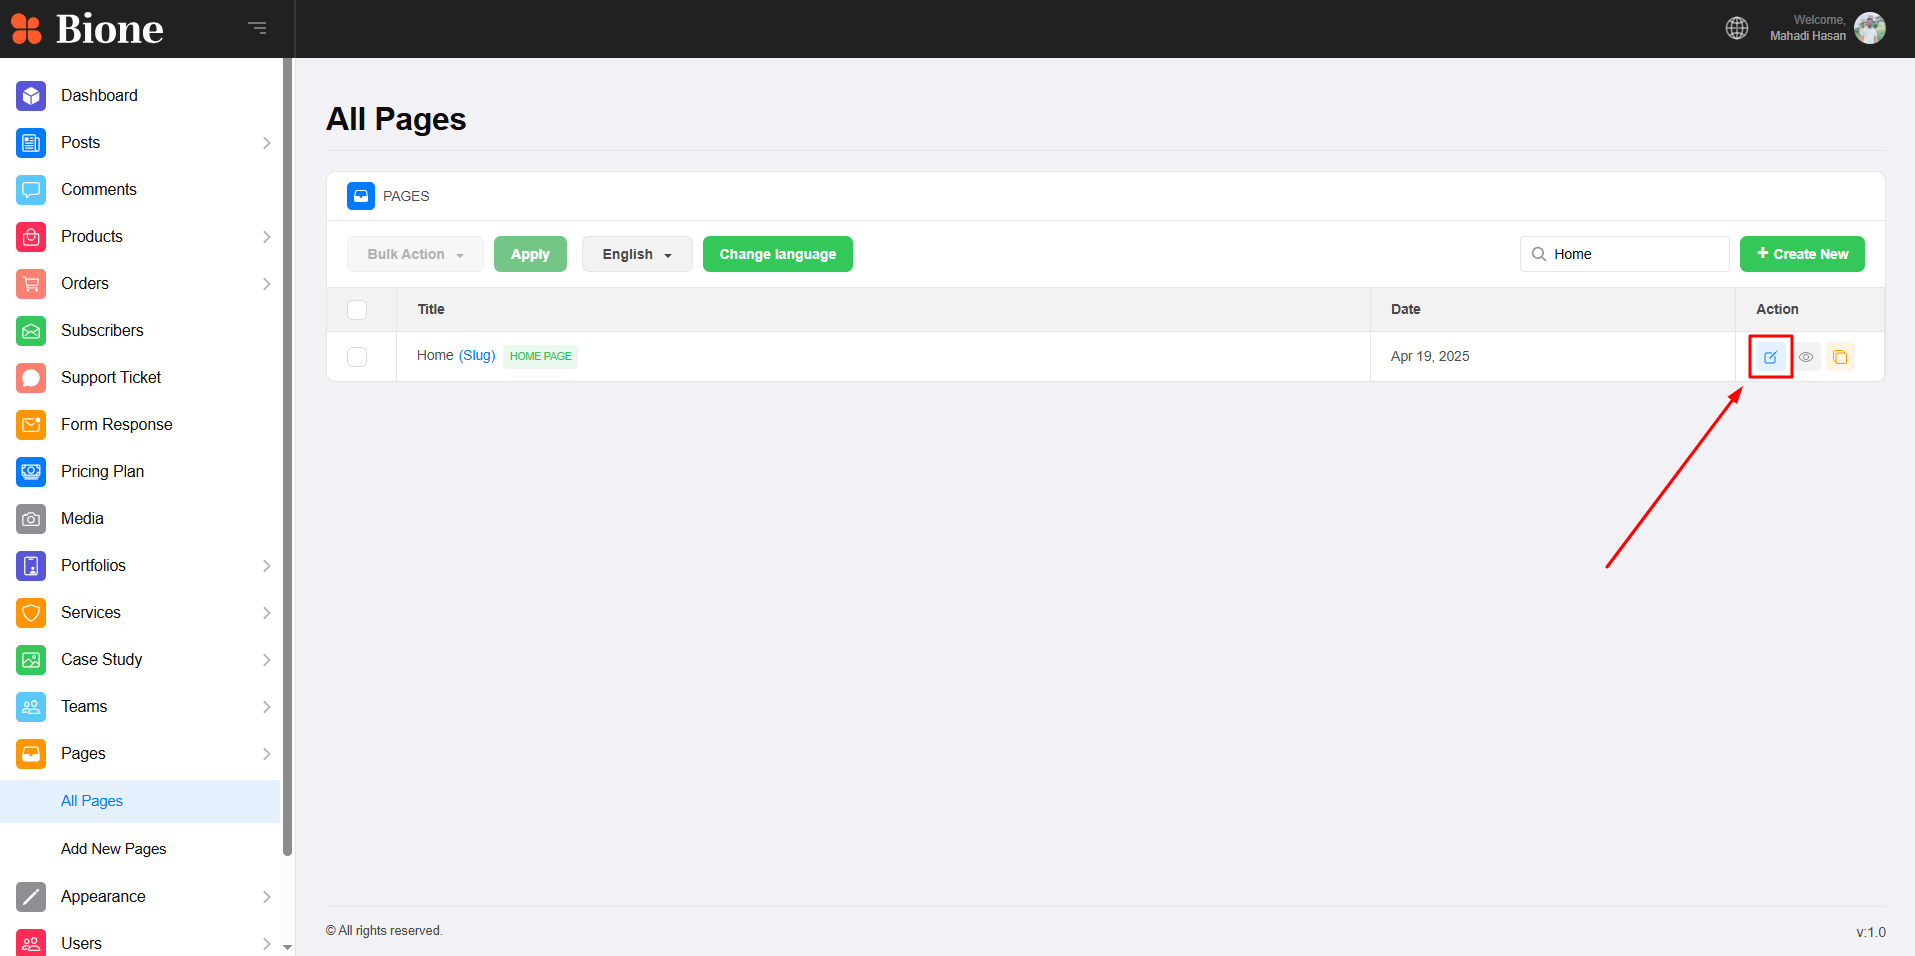 Bione
Welcome,
Mahadi Hasan
Dashboard
Posts
Comments
Products
Orders
Subscribers
Support Ticket
Form Response
Pricing Plan
Media
Portfolios
Services
Case Study
Teams
Pages
All Pages
Add New Pages
Appearance
Users
All Pages
PAGES
Bulk Action
Apply
English
Change language
Home
+ Create New
Title
Date
Action
Home (Slug) HOME PAGE
Apr 19, 2025
© All rights reserved.
v:1.0